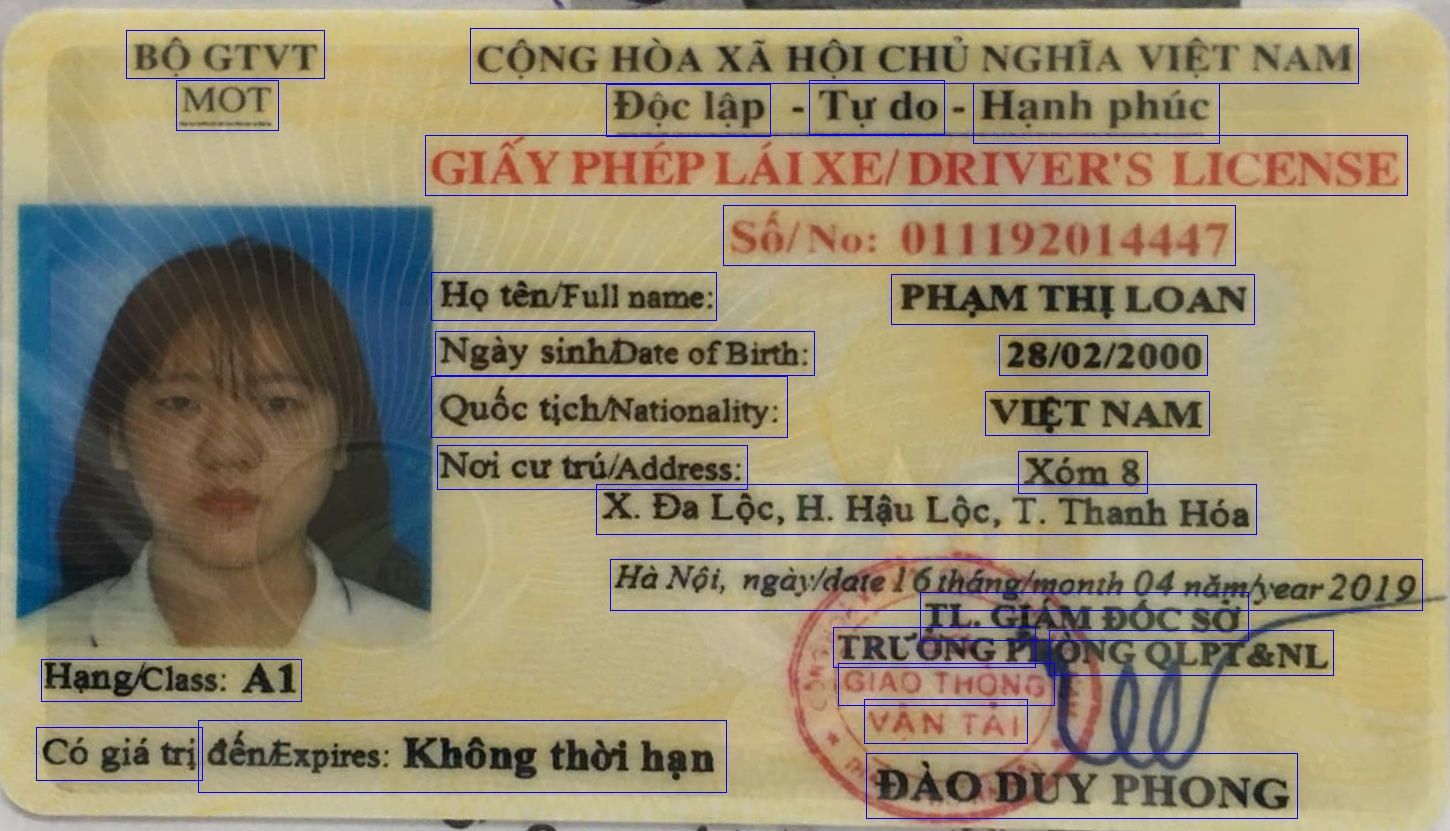 BỘ GTVT
MOT
CỘNG HÒA XÃ HỘI CHỦ NGHĨA VIỆT NAM
Độc lập - Tự do - Hạnh phúc
GIẤY PHÉP LÁI XE/ DRIVER'S LICENSE
Số/ No: 011192014447
Họ tên/Full name: PHẠM THỊ LOAN
Ngày sinh/Date of Birth: 28/02/2000
Quốc tịch/Nationality: VIỆT NAM
Nơi cư trú/Address: Xóm 8
X. Đa Lộc, H. Hậu Lộc, T. Thanh Hóa
Hà Nội, ngày/date 16 tháng/month 04 năm/year 2019
TL. GIÁM ĐỐC SỞ
TRƯỞNG PHÒNG QLPT&NL
GIAO THÔNG
VẬN TẢI
Hạng/Class: A1
Có giá trị đến/Expires: Không thời hạn
ĐÀO DUY PHONG